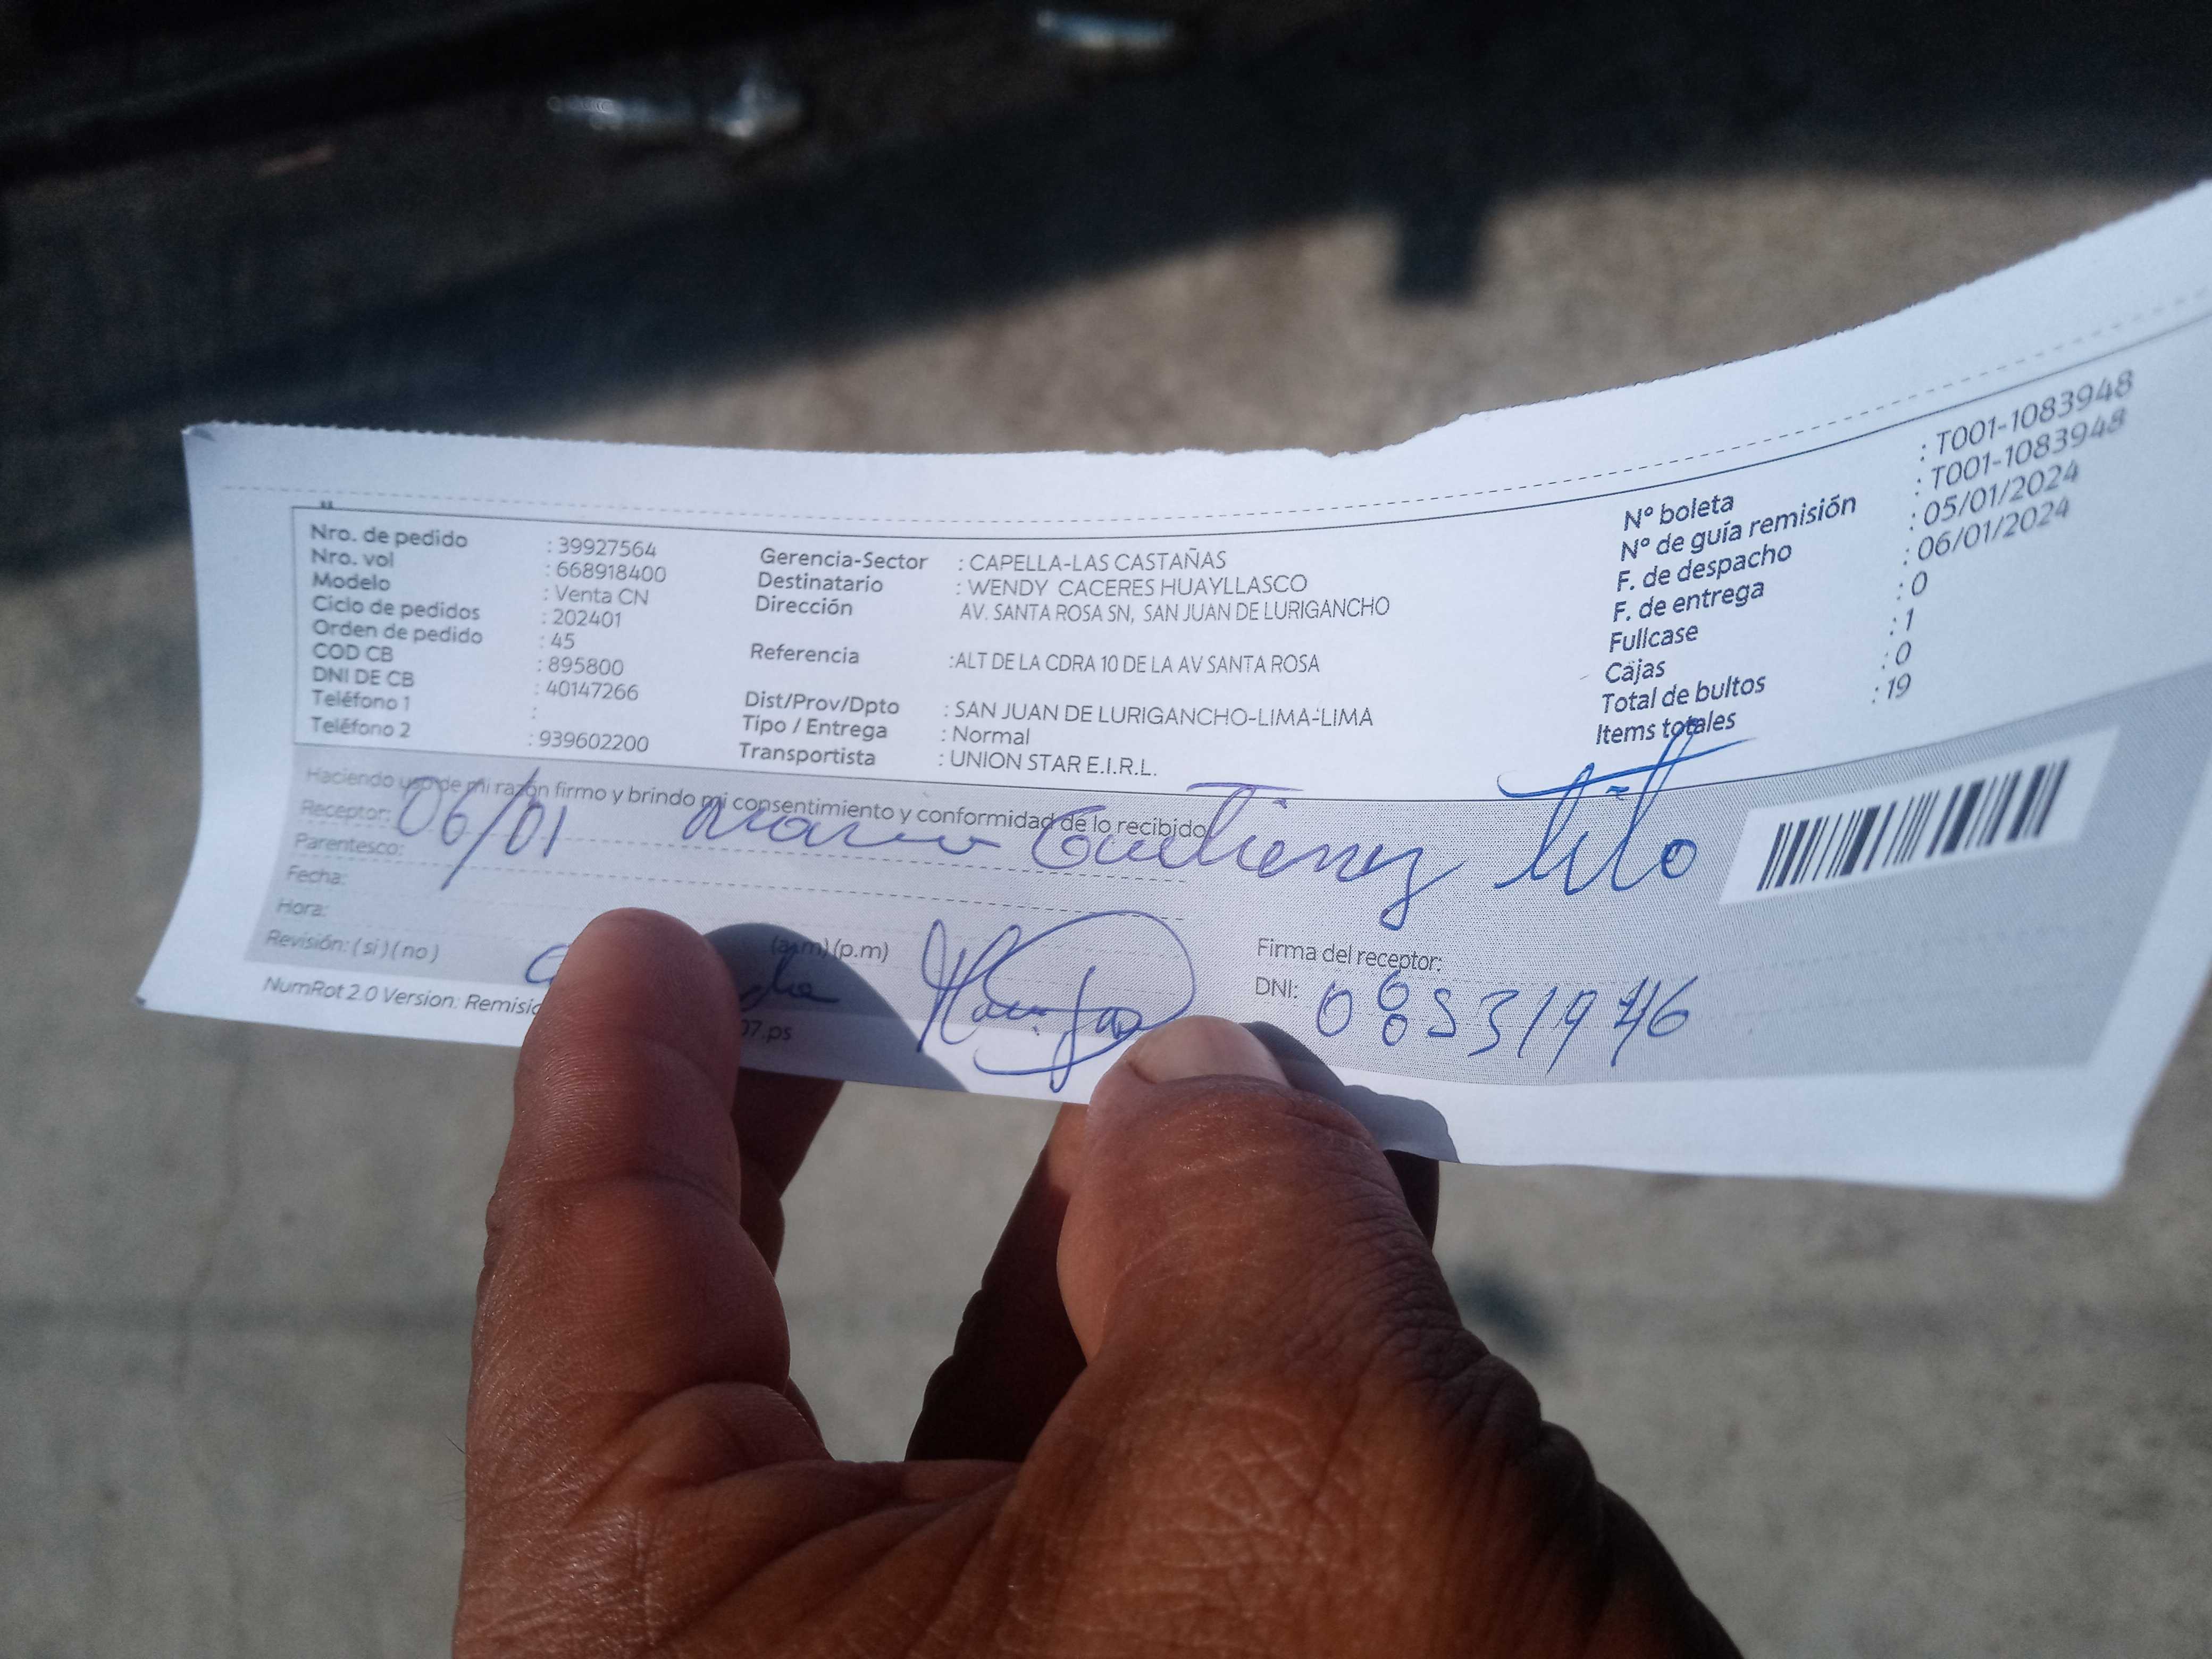 Nro. de pedido : 39927564
Nro. vol : 668918400
Modelo : Venta CN
Ciclo de pedidos : 202401
Orden de pedido : 45
COD CB : 895800
DNI DE CB : 40147266
Teléfono 1 :
Teléfono 2 : 939602200
Gerencia-Sector : CAPELLA-LAS CASTAÑAS
Destinatario : WENDY CACERES HUAYLLASCO
Dirección AV. SANTA ROSA SN, SAN JUAN DE LURIGANCHO
Referencia :ALT DE LA CDRA 10 DE LA AV SANTA ROSA
Dist/Prov/Dpto : SAN JUAN DE LURIGANCHO-LIMA-LIMA
Tipo / Entrega : Normal
Transportista : UNION STAR E.I.R.L.
N° boleta : T001-1083948
N° de guía remisión : T001-1083948
F. de despacho : 05/01/2024
F. de entrega : 06/01/2024
Fullcase : 0
Cajas : 1
Total de bultos : 0
Items totales : 19
Haciendo uso de mi razón firmo y brindo mi consentimiento y conformidad de lo recibido
Receptor: 06/01 Marco Gutierrez Tito
Parentesco:
Fecha:
Hora: (a.m) (p.m)
Revisión: ( si ) ( no )
Firma del receptor:
DNI:
NumRot 2.0 Version: 07.ps